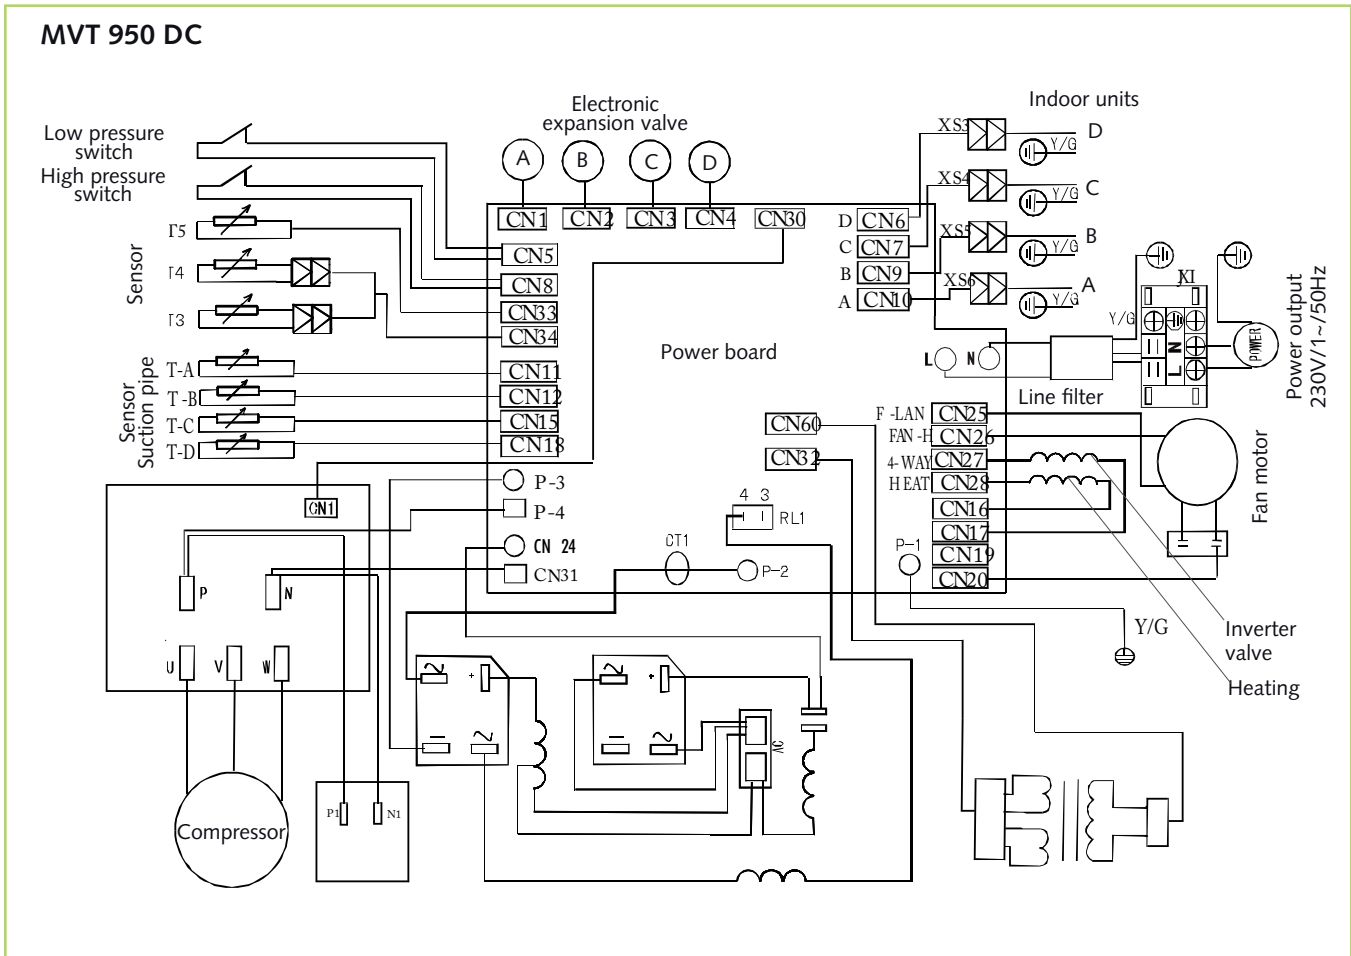 MVT 950 DC
Electronic
expansion valve
Indoor units
Low pressure
switch
High pressure
switch
A
B
C
D
XS3
D
Y/G
XS4
C
Y/G
XS5
B
Y/G
XS6
A
Y/G
CN1
CN2
CN3
CN4
CN30
D CN6
C CN7
B CN9
A CN10
CN5
CN8
CN33
CN34
T5
T4
T3
Sensor
T-A
T-B
T-C
T-D
Sensor
Suction pipe
CN11
CN12
CN15
CN18
Power board
L
N
Line filter
Y/G
L N
POWER
Power output
230V/1~/50Hz
CN60
CN32
F-LAN CN25
FAN-H CN26
4-WAY CN27
HEAT CN28
CN16
CN17
CN19
CN20
Fan motor
P-3
P-4
CN 24
CN31
CN1
4 3
RL1
CT1
P-2
P-1
P
N
U
V
W
Y/G
Inverter
valve
Heating
+
+
AC
Compressor
P1
N1